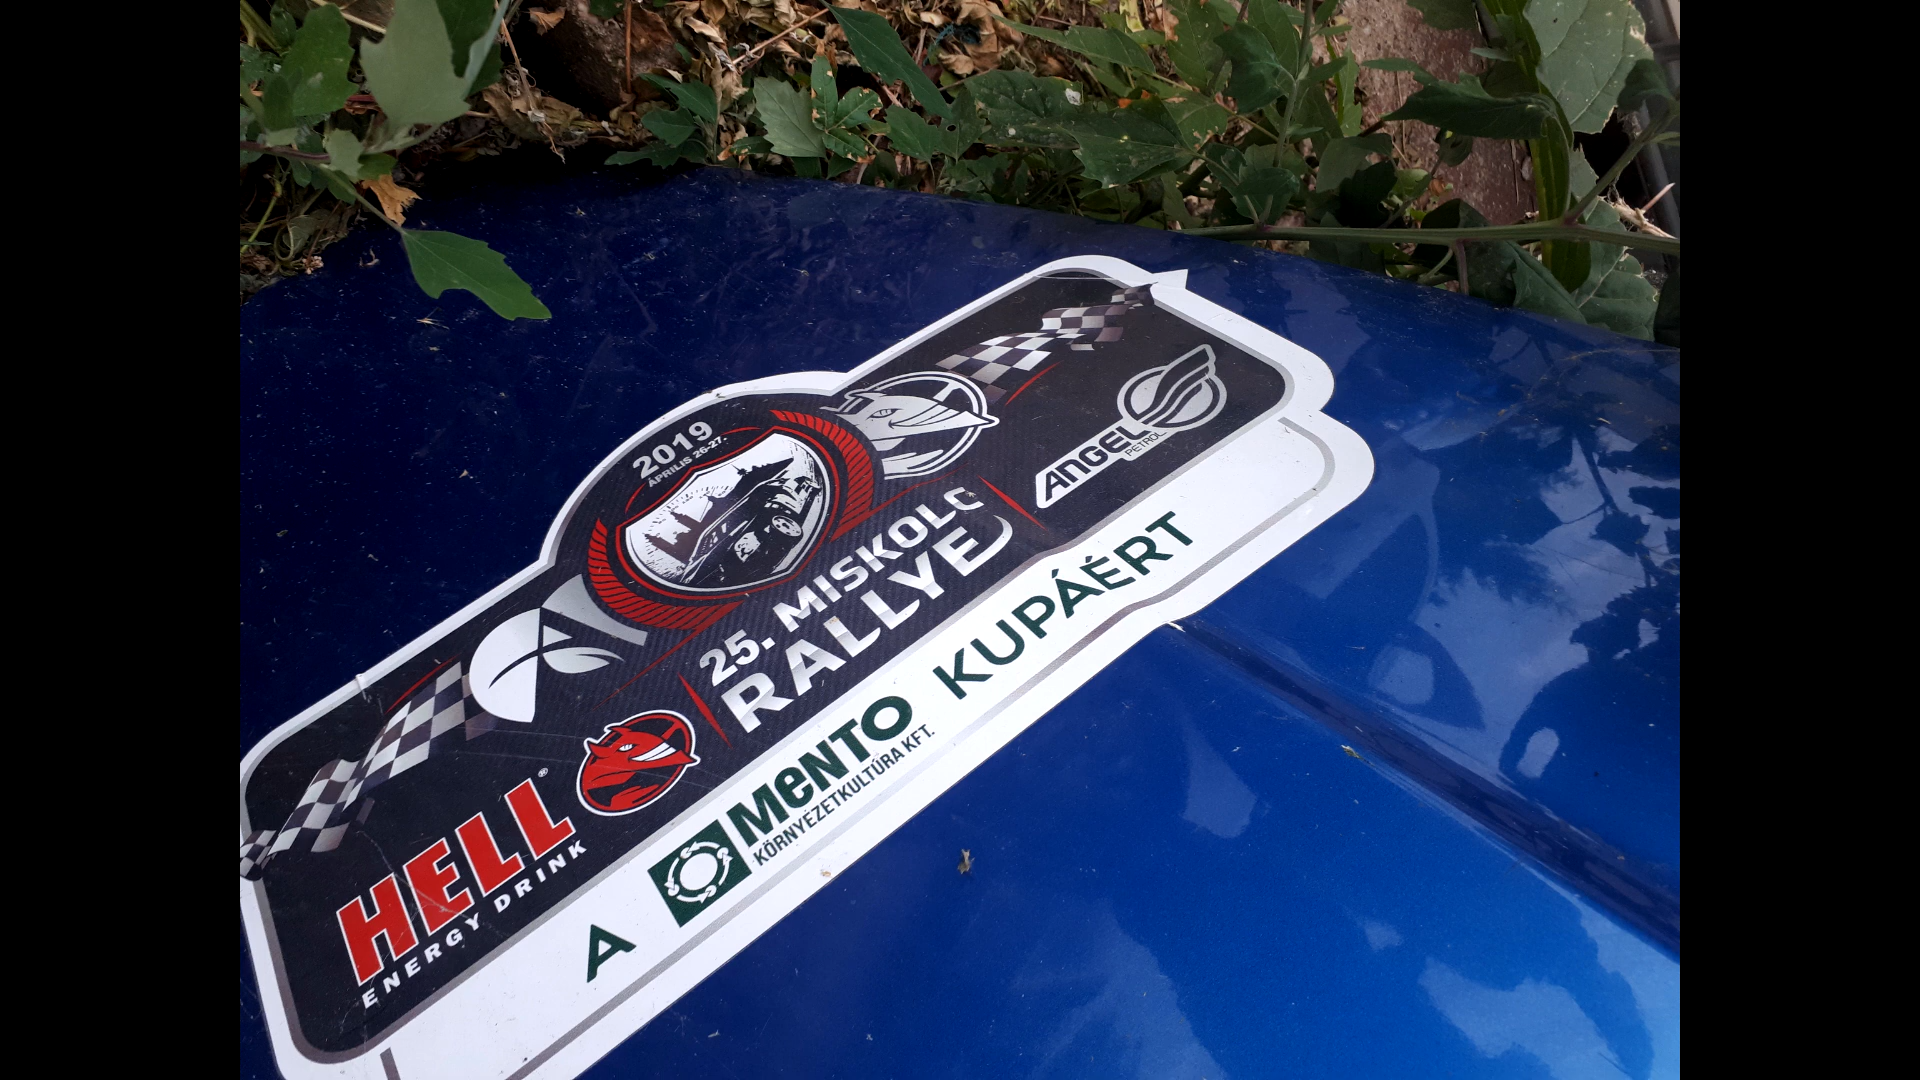 2019
ÁPRILIS 26-27.
25. MISKOLC
RALLYE
ANGEL
PETROL
HELL®
ENERGY DRINK
A MeNTO KUPÁÉRT
KÖRNYEZETKULTÚRA KFT.